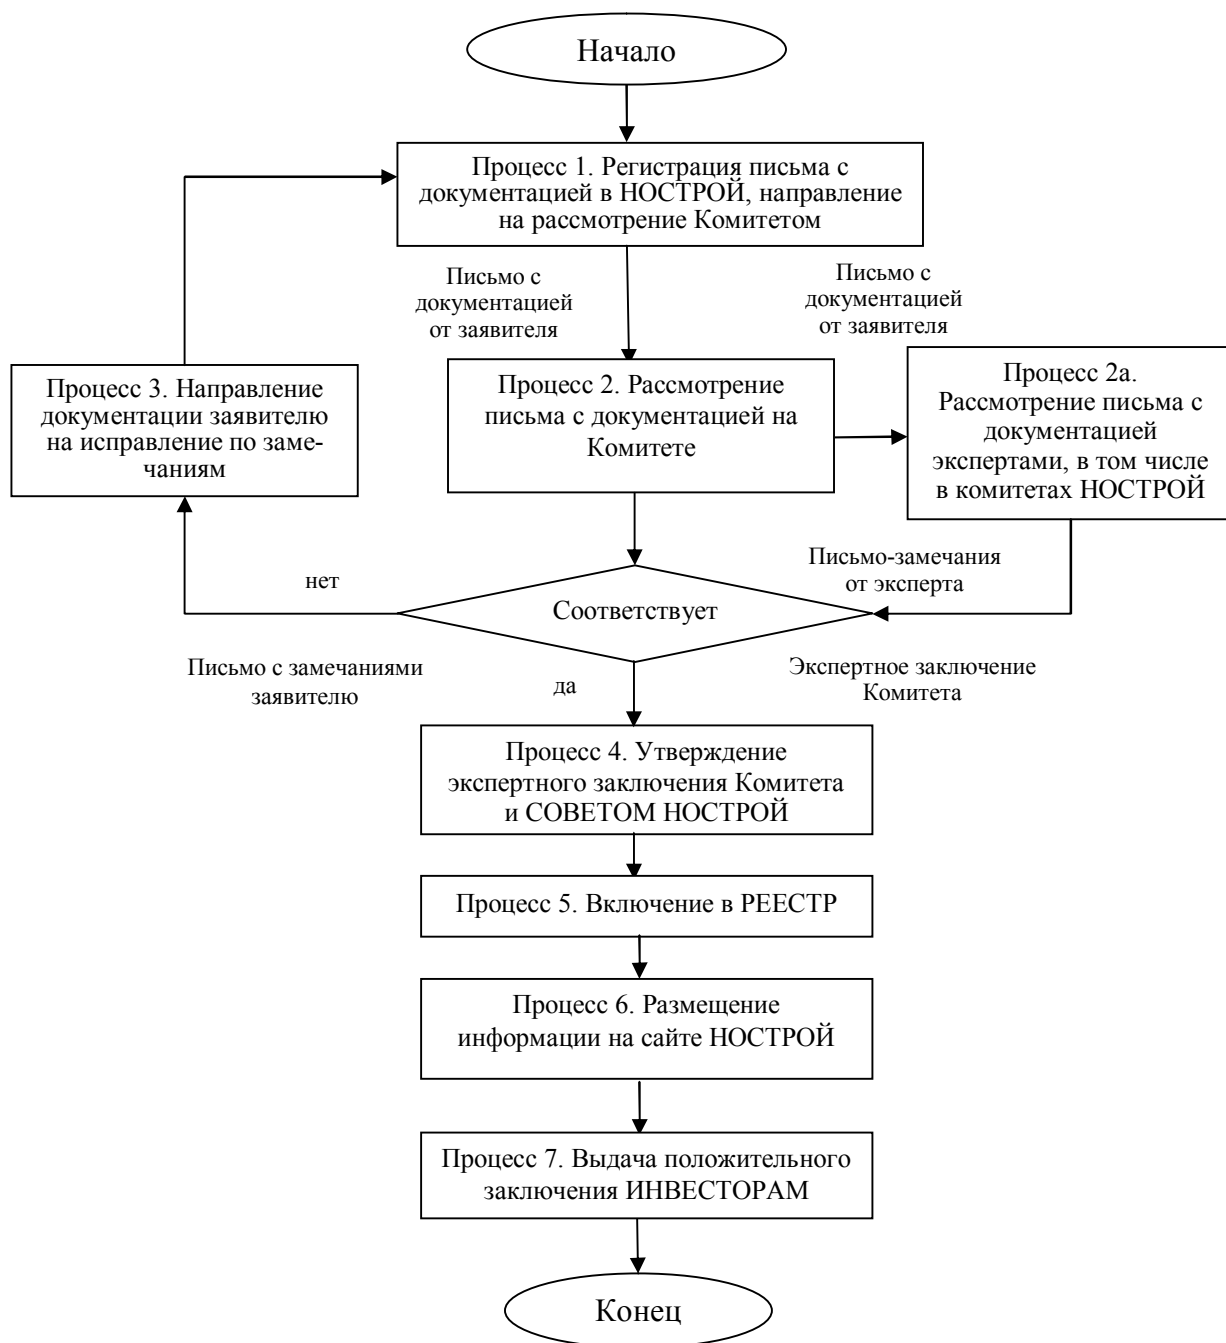 Начало
Процесс 1. Регистрация письма с
документацией в НОСТРОЙ, направление
на рассмотрение Комитетом
Письмо с
документацией
от заявителя
Письмо с
документацией
от заявителя
Процесс 3. Направление
документации заявителю
на исправление по заме-
чаниям
Процесс 2. Рассмотрение
письма с документацией на
Комитете
Процесс 2а.
Рассмотрение письма с
документацией
экспертами, в том числе
в комитетах НОСТРОЙ
нет
Письмо-замечания
от эксперта
Соответствует
Письмо с замечаниями
заявителю
да
Экспертное заключение
Комитета
Процесс 4. Утверждение
экспертного заключения Комитета
и СОВЕТОМ НОСТРОЙ
Процесс 5. Включение в РЕЕСТР
Процесс 6. Размещение
информации на сайте НОСТРОЙ
Процесс 7. Выдача положительного
заключения ИНВЕСТОРАМ
Конец